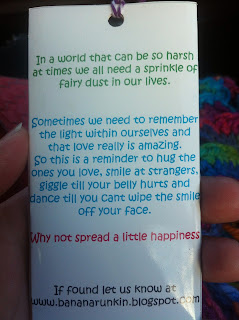 In a world that can be so harsh
at times we all need a sprinkle of
fairy dust in our lives.
Sometimes we need to remember
the light within ourselves and
that love really is amazing.
So this is a reminder to hug the
ones you love, smile at strangers,
giggle till your belly hurts and
dance till you cant wipe the smile
off your face.
Why not spread a little happiness
If found let us know at
www.bananarunkin.blogspot.com